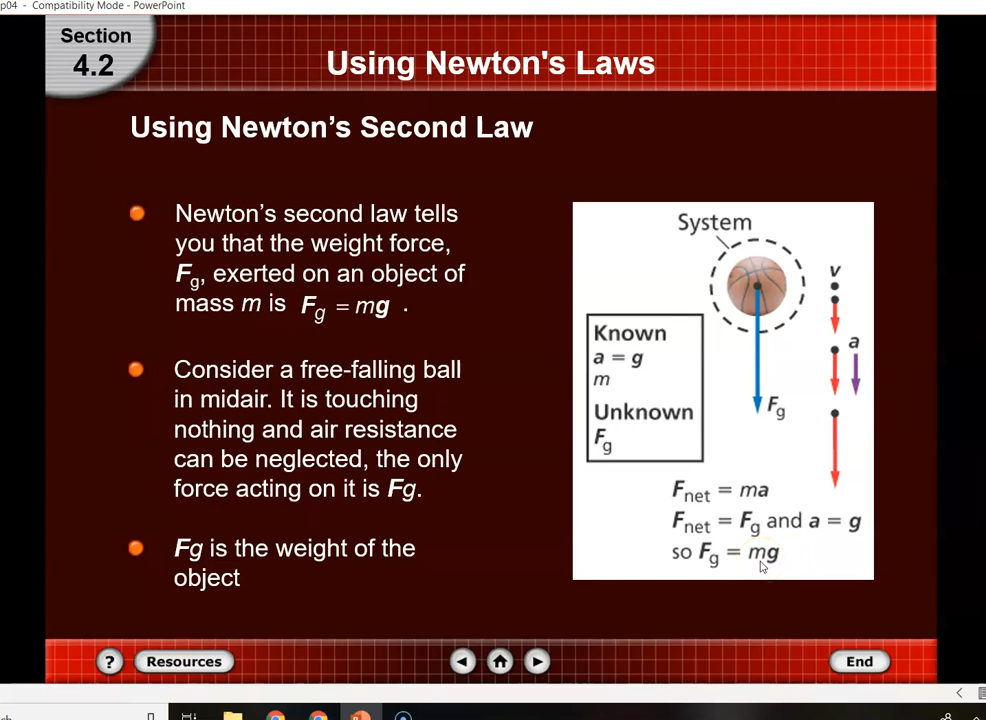 p04 - Compatibility Mode - PowerPoint
Section
4.2
Using Newton's Laws
Using Newton’s Second Law
Newton’s second law tells
you that the weight force,
Fg, exerted on an object of
mass m is Fg = mg .
Consider a free-falling ball
in midair. It is touching
nothing and air resistance
can be neglected, the only
force acting on it is Fg.
Fg is the weight of the
object
System
v
a
Known
a = g
m
Unknown
Fg
Fg
Fnet = ma
Fnet = Fg and a = g
so Fg = mg
?
Resources
End